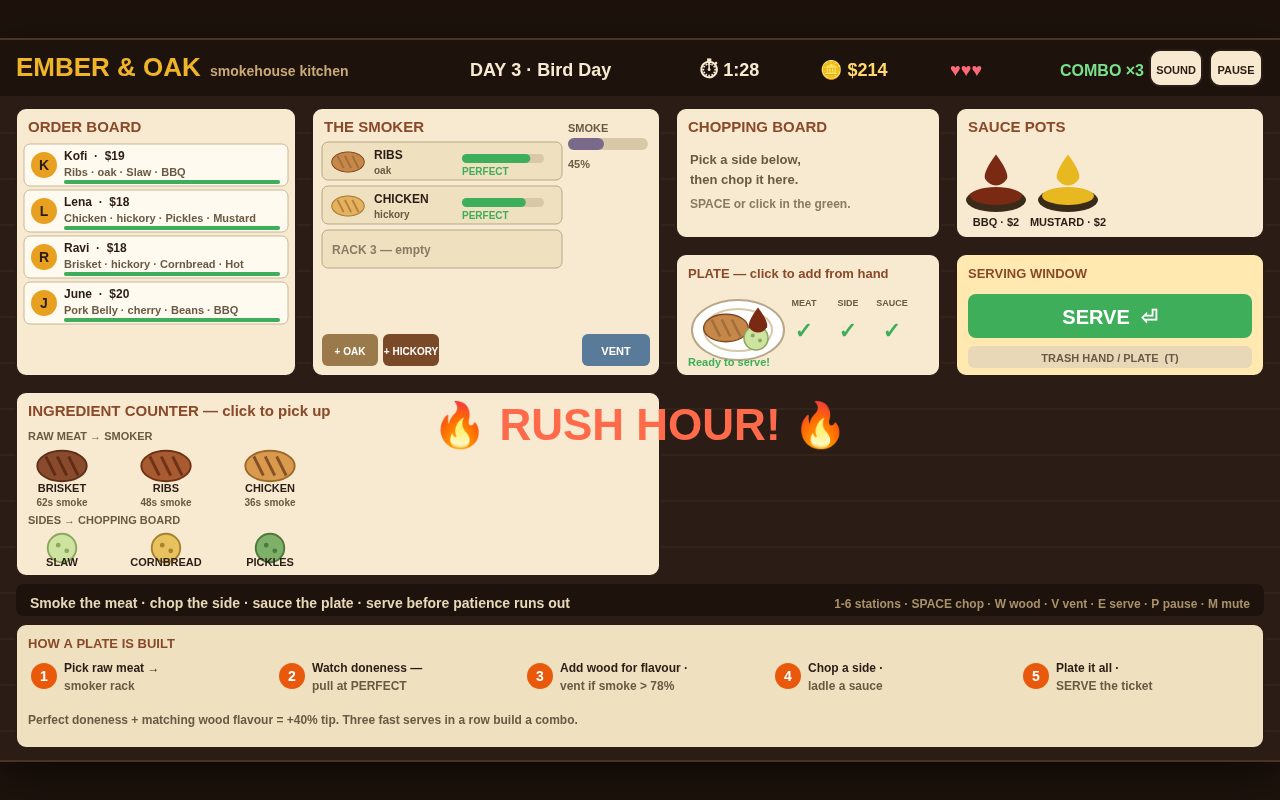 EMBER & OAK smokehouse kitchen
DAY 3 · Bird Day
1:28
$214
COMBO ×3
SOUND
PAUSE
ORDER BOARD
K
Kofi · $19
Ribs · oak · Slaw · BBQ
L
Lena · $18
Chicken · hickory · Pickles · Mustard
R
Ravi · $18
Brisket · hickory · Cornbread · Hot
J
June · $20
Pork Belly · cherry · Beans · BBQ
THE SMOKER
SMOKE
45%
RIBS
oak
PERFECT
CHICKEN
hickory
PERFECT
RACK 3 — empty
+ OAK
+ HICKORY
VENT
CHOPPING BOARD
Pick a side below,
then chop it here.
SPACE or click in the green.
SAUCE POTS
BBQ · $2
MUSTARD · $2
PLATE — click to add from hand
MEAT SIDE SAUCE
✓ ✓ ✓
Ready to serve!
SERVING WINDOW
SERVE ⏎
TRASH HAND / PLATE (T)
🔥 RUSH HOUR! 🔥
INGREDIENT COUNTER — click to pick up
RAW MEAT → SMOKER
BRISKET
62s smoke
RIBS
48s smoke
CHICKEN
36s smoke
SIDES → CHOPPING BOARD
SLAW
CORNBREAD
PICKLES
Smoke the meat · chop the side · sauce the plate · serve before patience runs out
1-6 stations · SPACE chop · W wood · V vent · E serve · P pause · M mute
HOW A PLATE IS BUILT
1
Pick raw meat →
smoker rack
2
Watch doneness —
pull at PERFECT
3
Add wood for flavour ·
vent if smoke > 78%
4
Chop a side ·
ladle a sauce
5
Plate it all ·
SERVE the ticket
Perfect doneness + matching wood flavour = +40% tip. Three fast serves in a row build a combo.